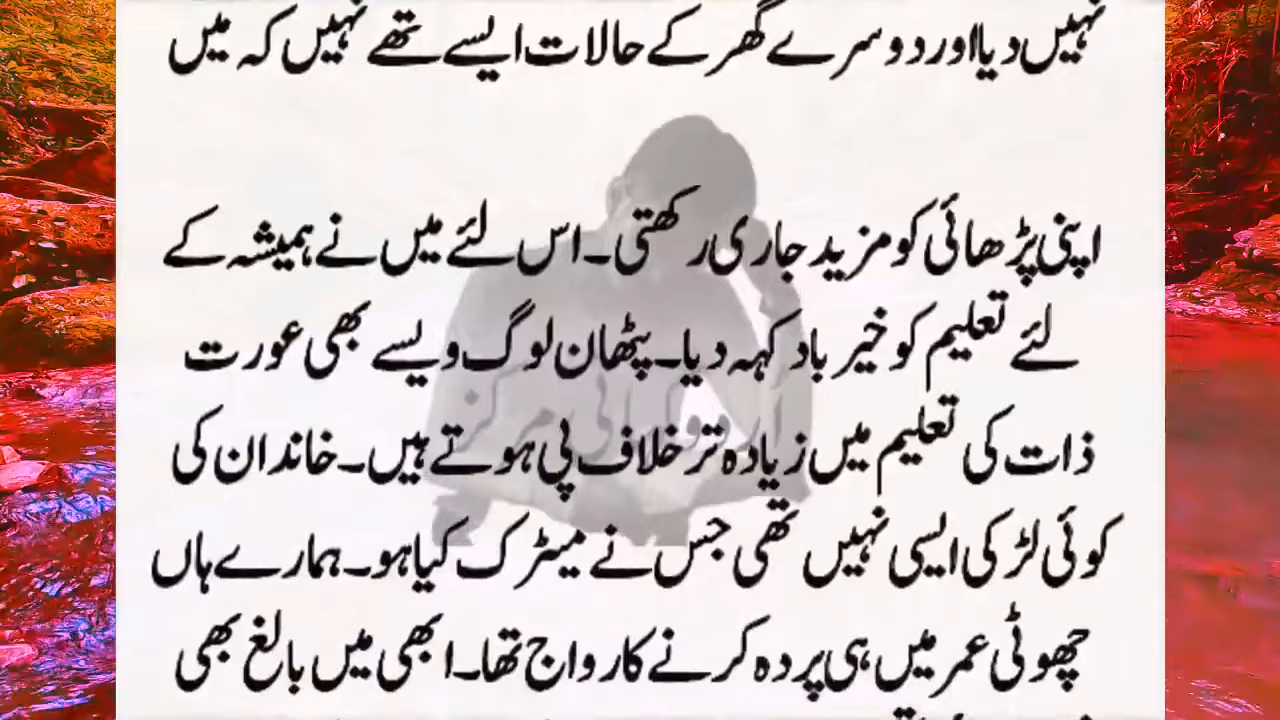 نہیں دیا اور دوسرے گھر کے حالات ایسے تھے نہیں کہ میں
اپنی پڑھائی کو مزید جاری رکھتی۔ اس لئے میں نے ہمیشہ کے
لئے تعلیم کو خیر باد کہہ دیا۔ پٹھان لوگ ویسے بھی عورت
ذات کی تعلیم میں زیادہ تر خلاف ہی ہوتے ہیں۔ خاندان کی
کوئی لڑکی ایسی نہیں تھی جس نے میٹرک کیا ہو۔ ہمارے ہاں
چھوٹی عمر میں ہی پردہ کرنے کا رواج تھا۔ ابھی میں بالغ بھی